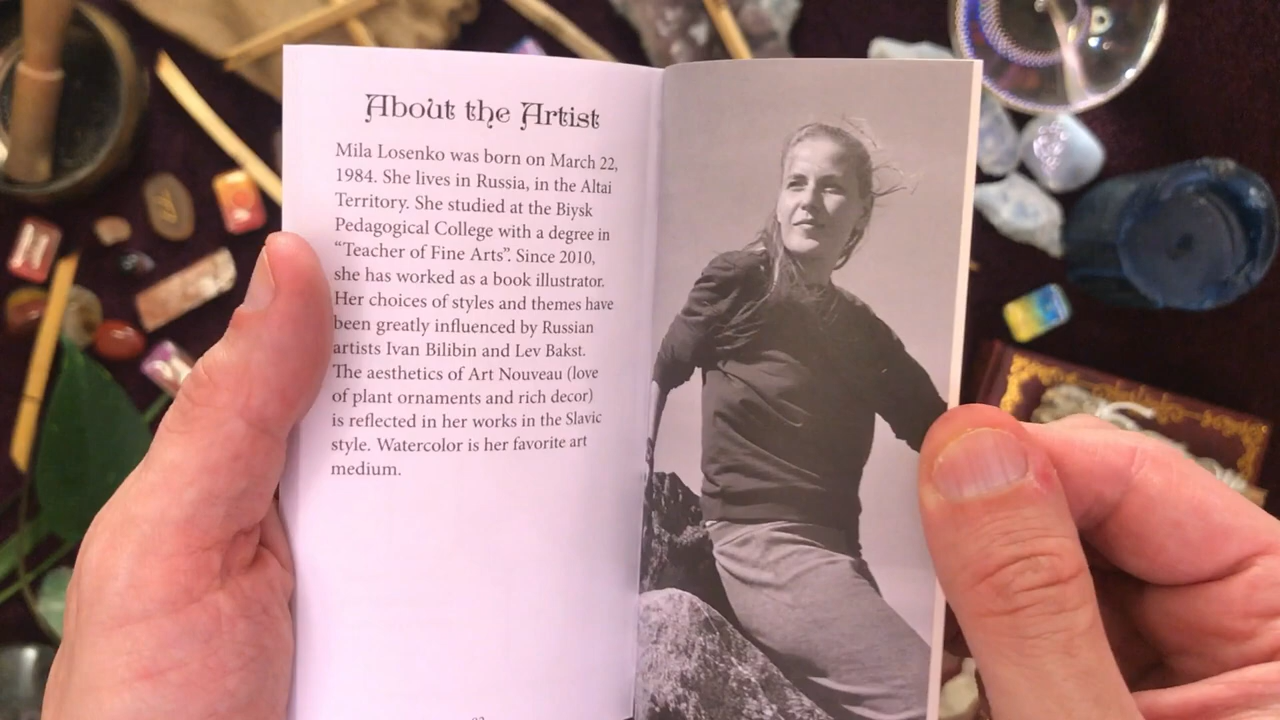 About the Artist
Mila Losenko was born on March 22,
1984. She lives in Russia, in the Altai
Territory. She studied at the Biysk
Pedagogical College with a degree in
“Teacher of Fine Arts”. Since 2010,
she has worked as a book illustrator.
Her choices of styles and themes have
been greatly influenced by Russian
artists Ivan Bilibin and Lev Bakst.
The aesthetics of Art Nouveau (love
of plant ornaments and rich decor)
is reflected in her works in the Slavic
style. Watercolor is her favorite art
medium.